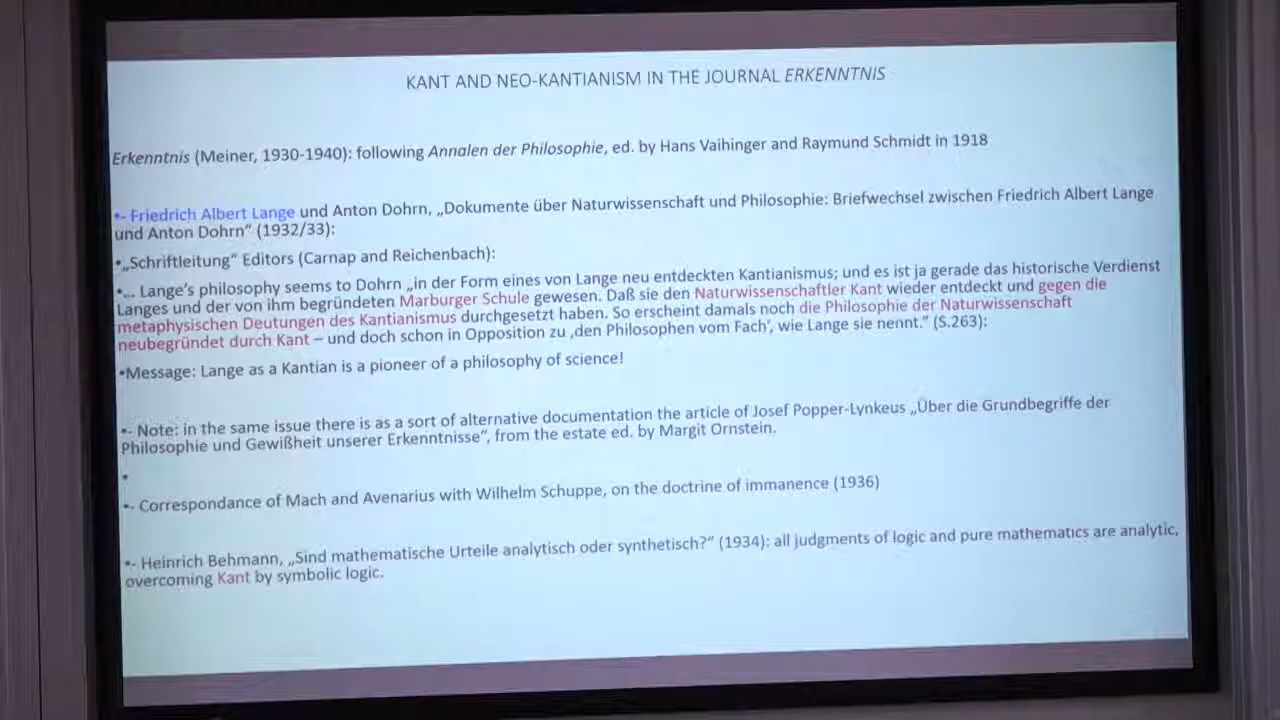 KANT AND NEO-KANTIANISM IN THE JOURNAL ERKENNTNIS
Erkenntnis (Meiner, 1930-1940): following Annalen der Philosophie, ed. by Hans Vaihinger and Raymund Schmidt in 1918
•- Friedrich Albert Lange und Anton Dohrn, „Dokumente über Naturwissenschaft und Philosophie: Briefwechsel zwischen Friedrich Albert Lange
und Anton Dohrn“ (1932/33):
•„Schriftleitung“ Editors (Carnap and Reichenbach):
•... Lange’s philosophy seems to Dohrn „in der Form eines von Lange neu entdeckten Kantianismus; und es ist ja gerade das historische Verdienst
Langes und der von ihm begründeten Marburger Schule gewesen. Daß sie den Naturwissenschaftler Kant wieder entdeckt und gegen die
metaphysischen Deutungen des Kantianismus durchgesetzt haben. So erscheint damals noch die Philosophie der Naturwissenschaft
neubegründet durch Kant – und doch schon in Opposition zu ‚den Philosophen vom Fach’, wie Lange sie nennt.“ (S.263):
•Message: Lange as a Kantian is a pioneer of a philosophy of science!
•- Note: in the same issue there is as a sort of alternative documentation the article of Josef Popper-Lynkeus „Über die Grundbegriffe der
Philosophie und Gewißheit unserer Erkenntnisse“, from the estate ed. by Margit Ornstein.
•
•- Correspondance of Mach and Avenarius with Wilhelm Schuppe, on the doctrine of immanence (1936)
•- Heinrich Behmann, „Sind mathematische Urteile analytisch oder synthetisch?“ (1934): all judgments of logic and pure mathematics are analytic,
overcoming Kant by symbolic logic.